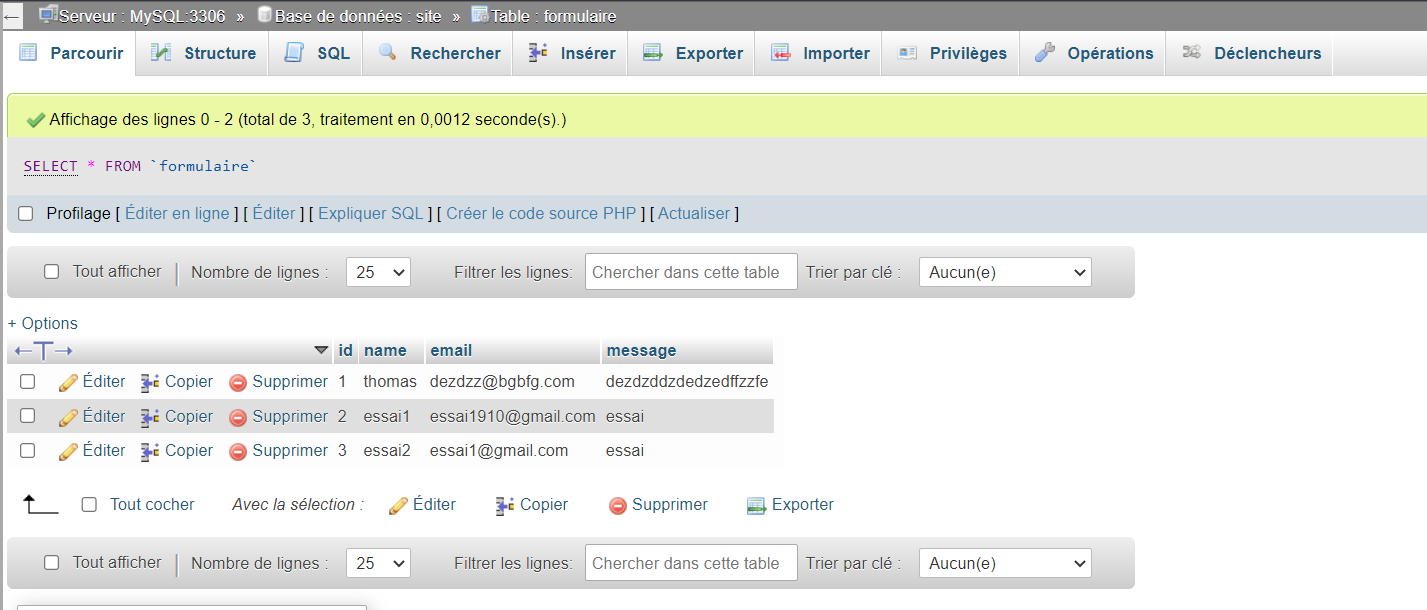 Serveur : MySQL:3306 » Base de données : site » Table : formulaire
Parcourir Structure SQL Rechercher Insérer Exporter Importer Privilèges Opérations Déclencheurs
Affichage des lignes 0 - 2 (total de 3, traitement en 0,0012 seconde(s).)
SELECT * FROM `formulaire`
Profilage [ Éditer en ligne ] [ Éditer ] [ Expliquer SQL ] [ Créer le code source PHP ] [ Actualiser ]
Tout afficher Nombre de lignes : 25 Filtrer les lignes: Chercher dans cette table Trier par clé : Aucun(e)
+ Options
id name email message
Éditer Copier Supprimer 1 thomas dezdzz@bgbfg.com dezdzddzdedzedffzzfe
Éditer Copier Supprimer 2 essai1 essai1910@gmail.com essai
Éditer Copier Supprimer 3 essai2 essai1@gmail.com essai
Tout cocher Avec la sélection : Éditer Copier Supprimer Exporter
Tout afficher Nombre de lignes : 25 Filtrer les lignes: Chercher dans cette table Trier par clé : Aucun(e)